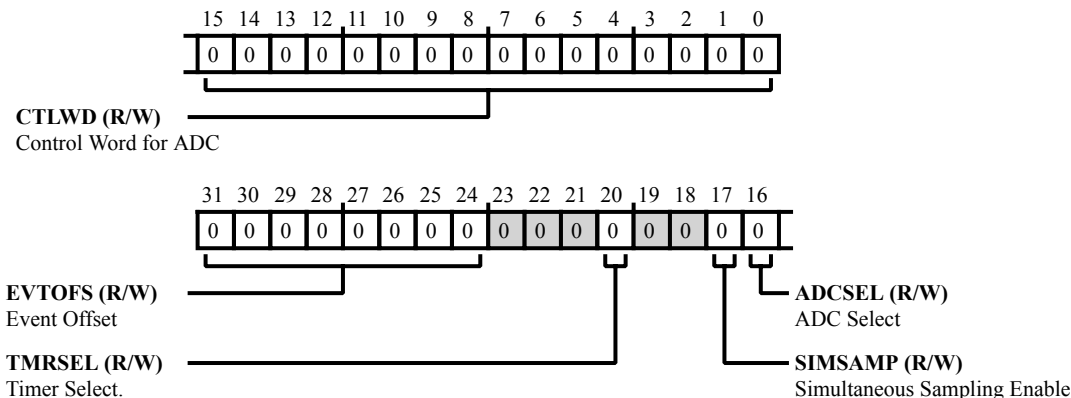 15 14 13 12 11 10 9 8 7 6 5 4 3 2 1 0
0 0 0 0 0 0 0 0 0 0 0 0 0 0 0 0
CTLWD (R/W)
Control Word for ADC
31 30 29 28 27 26 25 24 23 22 21 20 19 18 17 16
0 0 0 0 0 0 0 0 0 0 0 0 0 0 0 0
EVTOFS (R/W)
Event Offset
ADCSEL (R/W)
ADC Select
TMRSEL (R/W)
Timer Select.
SIMSAMP (R/W)
Simultaneous Sampling Enable